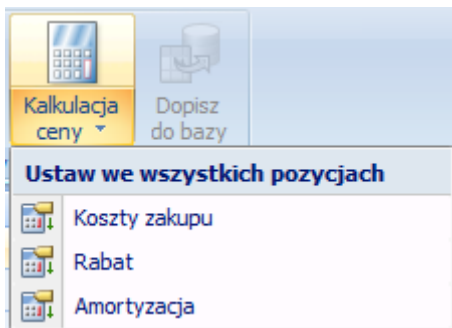 Kalkulacja
ceny
Dopisz
do bazy
Ustaw we wszystkich pozycjach
Koszty zakupu
Rabat
Amortyzacja